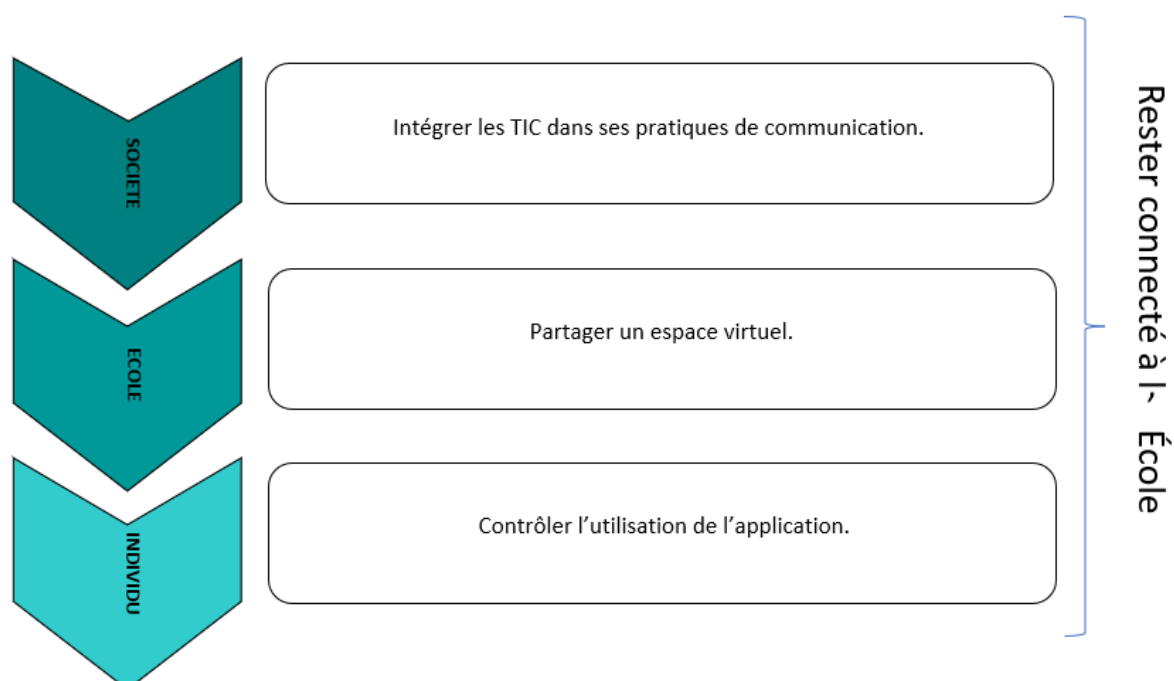 SOCIETE
Intégrer les TIC dans ses pratiques de communication.
ECOLE
Partager un espace virtuel.
INDIVIDU
Contrôler l’utilisation de l’application.
Rester connecté à l、 École